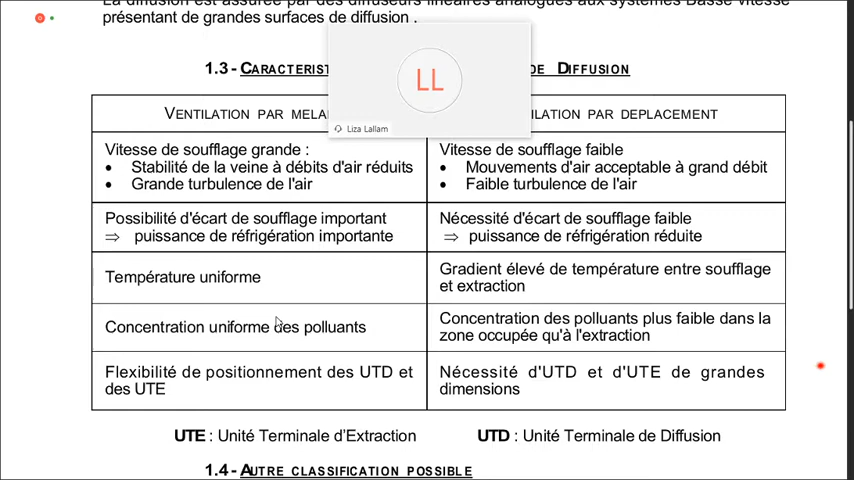 La diffusion est assurée par des diffuseurs linéaires analogues aux systèmes Basse vitesse
présentant de grandes surfaces de diffusion .
1.3 - CARACTERIST DE DIFFUSION
LL
Liza Lallam
VENTILATION PAR MELA
ILATION PAR DEPLACEMENT
Vitesse de soufflage grande :
• Stabilité de la veine à débits d'air réduits
• Grande turbulence de l'air
Vitesse de soufflage faible
• Mouvements d'air acceptable à grand débit
• Faible turbulence de l'air
Possibilité d'écart de soufflage important
⇒ puissance de réfrigération importante
Nécessité d'écart de soufflage faible
⇒ puissance de réfrigération réduite
Température uniforme
Gradient élevé de température entre soufflage
et extraction
Concentration uniforme des polluants
Concentration des polluants plus faible dans la
zone occupée qu'à l'extraction
Flexibilité de positionnement des UTD et
des UTE
Nécessité d'UTD et d'UTE de grandes
dimensions
UTE : Unité Terminale d'Extraction
UTD : Unité Terminale de Diffusion
1.4 - AUTRE CLASSIFICATION POSSIBLE